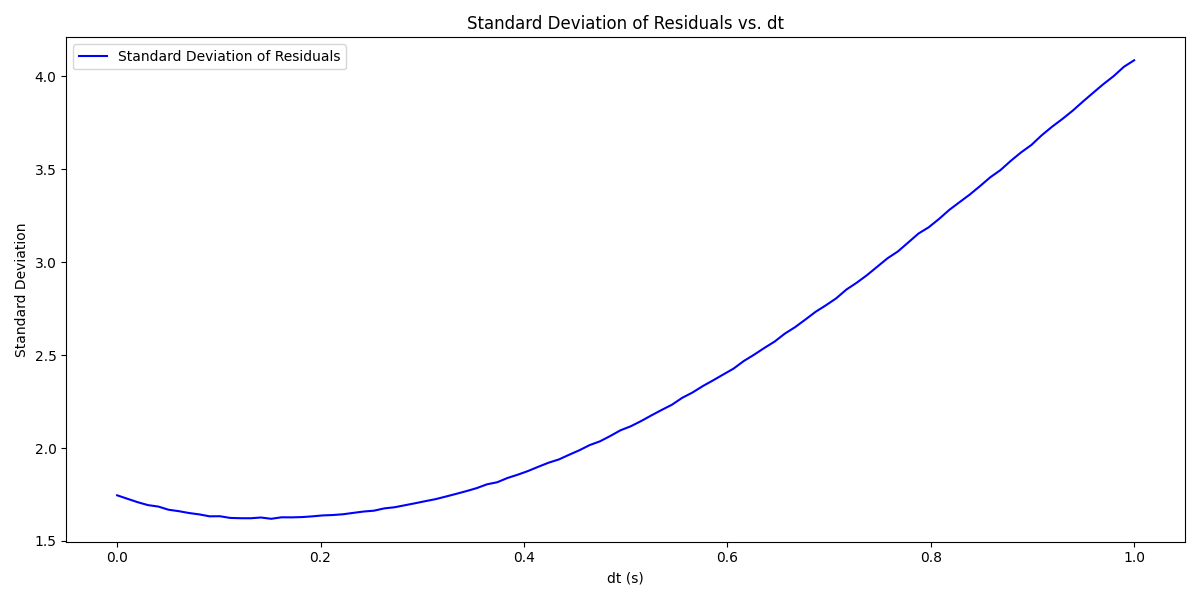 Standard Deviation of Residuals vs. dt
Standard Deviation of Residuals
Standard Deviation
4.0
3.5
3.0
2.5
2.0
1.5
0.0 0.2 0.4 0.6 0.8 1.0
dt (s)